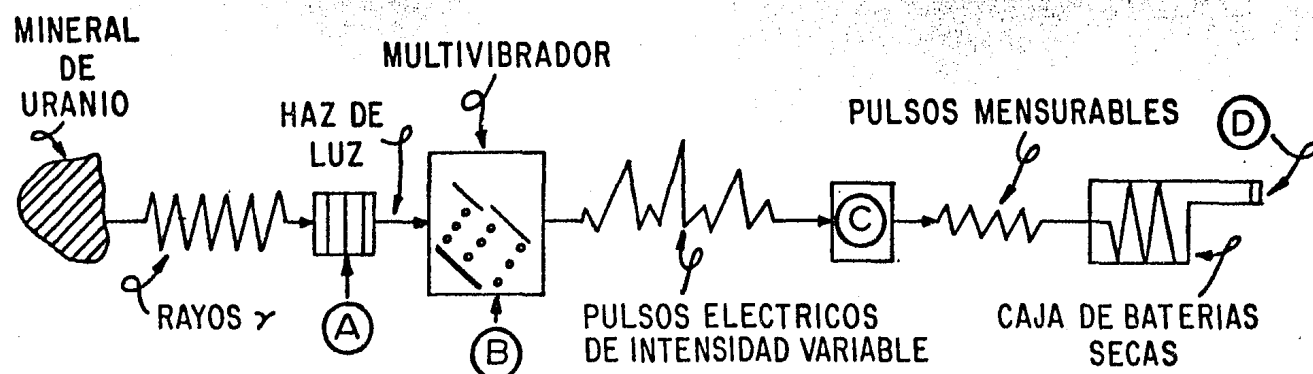 MINERAL
DE
URANIO
MULTIVIBRADOR
HAZ DE
LUZ
PULSOS MENSURABLES
D
C
RAYOS γ
A
B
PULSOS ELECTRICOS
DE INTENSIDAD VARIABLE
CAJA DE BATERIAS
SECAS